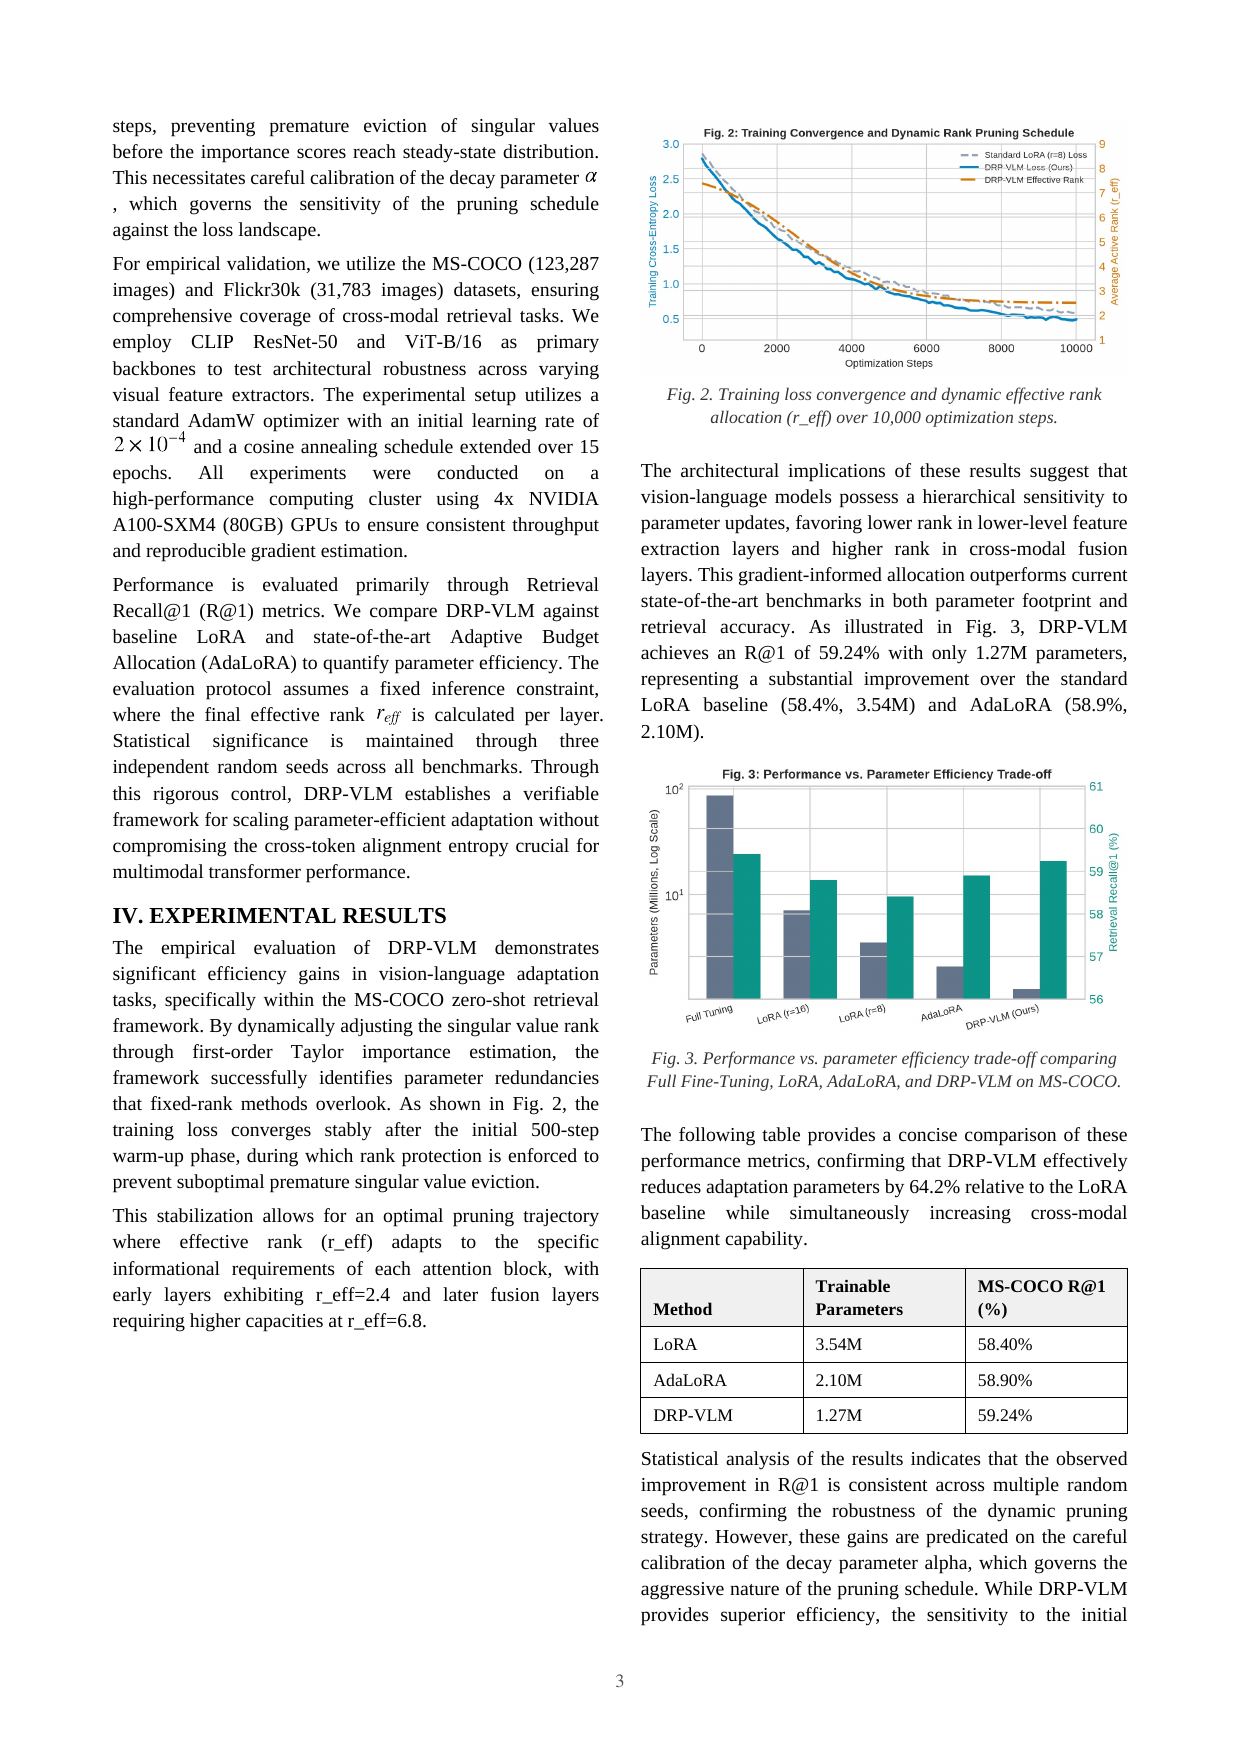 steps, preventing premature eviction of singular values
before the importance scores reach steady-state distribution.
This necessitates careful calibration of the decay parameter α
, which governs the sensitivity of the pruning schedule
against the loss landscape.
For empirical validation, we utilize the MS-COCO (123,287
images) and Flickr30k (31,783 images) datasets, ensuring
comprehensive coverage of cross-modal retrieval tasks. We
employ CLIP ResNet-50 and ViT-B/16 as primary
backbones to test architectural robustness across varying
visual feature extractors. The experimental setup utilizes a
standard AdamW optimizer with an initial learning rate of
2 × 10⁻⁴ and a cosine annealing schedule extended over 15
epochs. All experiments were conducted on a
high-performance computing cluster using 4x NVIDIA
A100-SXM4 (80GB) GPUs to ensure consistent throughput
and reproducible gradient estimation.
Performance is evaluated primarily through Retrieval
Recall@1 (R@1) metrics. We compare DRP-VLM against
baseline LoRA and state-of-the-art Adaptive Budget
Allocation (AdaLoRA) to quantify parameter efficiency. The
evaluation protocol assumes a fixed inference constraint,
where the final effective rank r_eff is calculated per layer.
Statistical significance is maintained through three
independent random seeds across all benchmarks. Through
this rigorous control, DRP-VLM establishes a verifiable
framework for scaling parameter-efficient adaptation without
compromising the cross-token alignment entropy crucial for
multimodal transformer performance.
IV. EXPERIMENTAL RESULTS
The empirical evaluation of DRP-VLM demonstrates
significant efficiency gains in vision-language adaptation
tasks, specifically within the MS-COCO zero-shot retrieval
framework. By dynamically adjusting the singular value rank
through first-order Taylor importance estimation, the
framework successfully identifies parameter redundancies
that fixed-rank methods overlook. As shown in Fig. 2, the
training loss converges stably after the initial 500-step
warm-up phase, during which rank protection is enforced to
prevent suboptimal premature singular value eviction.
This stabilization allows for an optimal pruning trajectory
where effective rank (r_eff) adapts to the specific
informational requirements of each attention block, with
early layers exhibiting r_eff=2.4 and later fusion layers
requiring higher capacities at r_eff=6.8.
Fig. 2: Training Convergence and Dynamic Rank Pruning Schedule
Training Cross-Entropy Loss
3.0
2.5
2.0
1.5
1.0
0.5
Standard LoRA (r=8) Loss
DRP-VLM Loss (Ours)
DRP-VLM Effective Rank
9
8
7
6
5
4
3
2
1
Average Active Rank (r_eff)
0 2000 4000 6000 8000 10000
Optimization Steps
Fig. 2. Training loss convergence and dynamic effective rank
allocation (r_eff) over 10,000 optimization steps.
The architectural implications of these results suggest that
vision-language models possess a hierarchical sensitivity to
parameter updates, favoring lower rank in lower-level feature
extraction layers and higher rank in cross-modal fusion
layers. This gradient-informed allocation outperforms current
state-of-the-art benchmarks in both parameter footprint and
retrieval accuracy. As illustrated in Fig. 3, DRP-VLM
achieves an R@1 of 59.24% with only 1.27M parameters,
representing a substantial improvement over the standard
LoRA baseline (58.4%, 3.54M) and AdaLoRA (58.9%,
2.10M).
Fig. 3: Performance vs. Parameter Efficiency Trade-off
Parameters (Millions, Log Scale)
10²
10¹
61
60
59
58
57
56
Retrieval Recall@1 (%)
Full Tuning LoRA (r=16) LoRA (r=8) AdaLoRA DRP-VLM (Ours)
Fig. 3. Performance vs. parameter efficiency trade-off comparing
Full Fine-Tuning, LoRA, AdaLoRA, and DRP-VLM on MS-COCO.
The following table provides a concise comparison of these
performance metrics, confirming that DRP-VLM effectively
reduces adaptation parameters by 64.2% relative to the LoRA
baseline while simultaneously increasing cross-modal
alignment capability.
Method Trainable Parameters MS-COCO R@1 (%)
LoRA 3.54M 58.40%
AdaLoRA 2.10M 58.90%
DRP-VLM 1.27M 59.24%
Statistical analysis of the results indicates that the observed
improvement in R@1 is consistent across multiple random
seeds, confirming the robustness of the dynamic pruning
strategy. However, these gains are predicated on the careful
calibration of the decay parameter alpha, which governs the
aggressive nature of the pruning schedule. While DRP-VLM
provides superior efficiency, the sensitivity to the initial
3